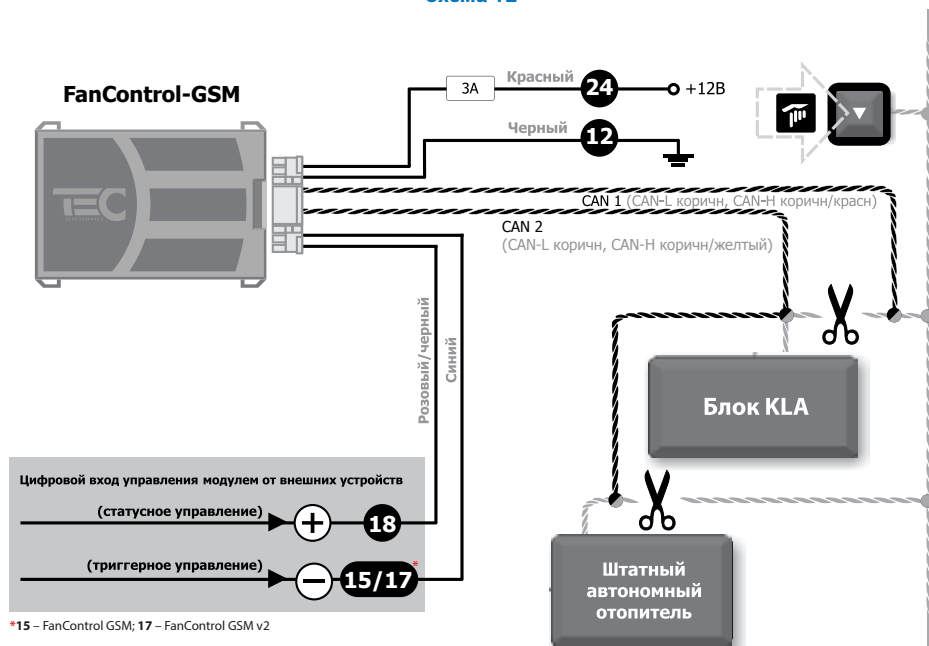 FanControl-GSM
3А
Красный
24
+12В
Черный
12
TEC
ELECTRONICS
CAN 1 (CAN-L коричн, CAN-H коричн/красн)
CAN 2
(CAN-L коричн, CAN-H коричн/желтый)
Розовый/черный
Синий
Блок KLA
Цифровой вход управления модулем от внешних устройств
(статусное управление)
+
18
(триггерное управление)
−
15/17*
Штатный
автономный
отопитель
*15 – FanControl GSM; 17 – FanControl GSM v2